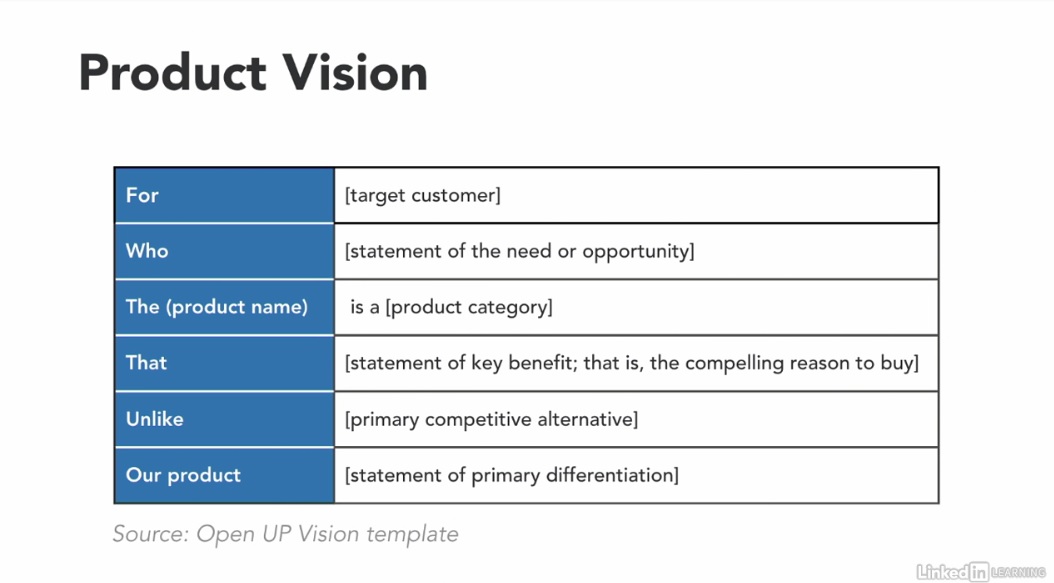 Product Vision
For [target customer]
Who [statement of the need or opportunity]
The (product name) is a [product category]
That [statement of key benefit; that is, the compelling reason to buy]
Unlike [primary competitive alternative]
Our product [statement of primary differentiation]
Source: Open UP Vision template
Linked in LEARNING